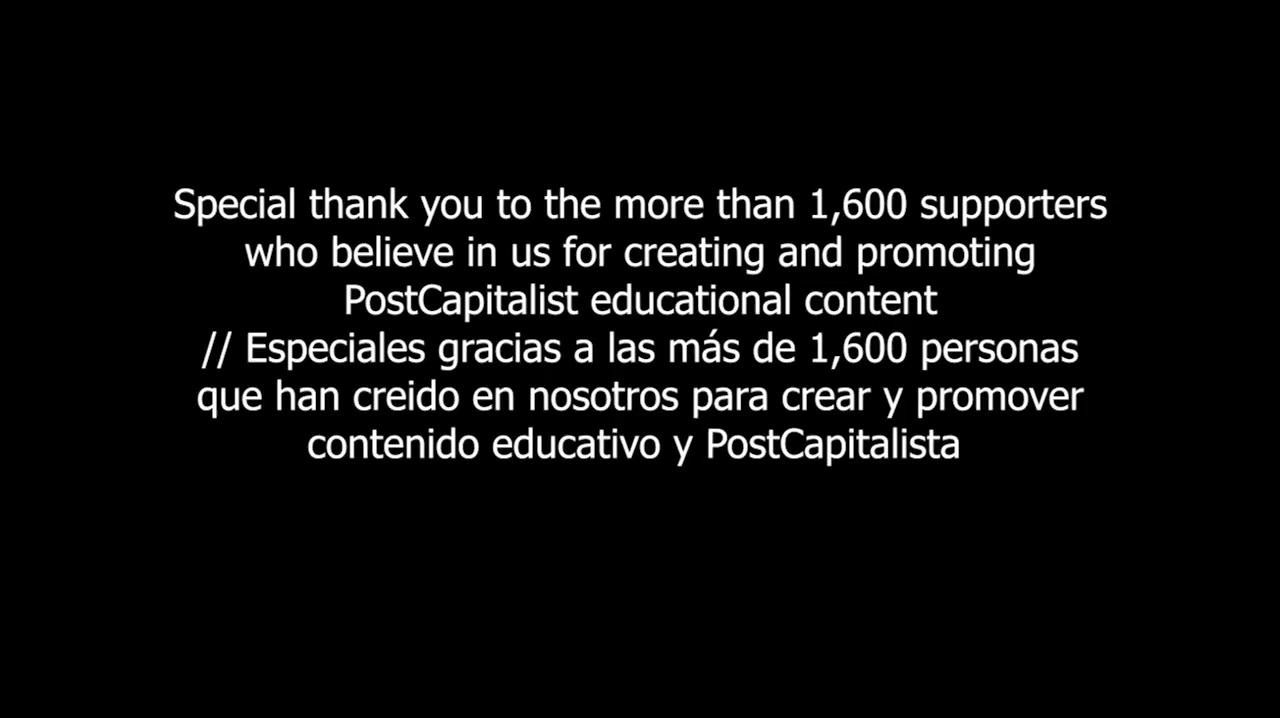 Special thank you to the more than 1,600 supporters
who believe in us for creating and promoting
PostCapitalist educational content
// Especiales gracias a las más de 1,600 personas
que han creido en nosotros para crear y promover
contenido educativo y PostCapitalista